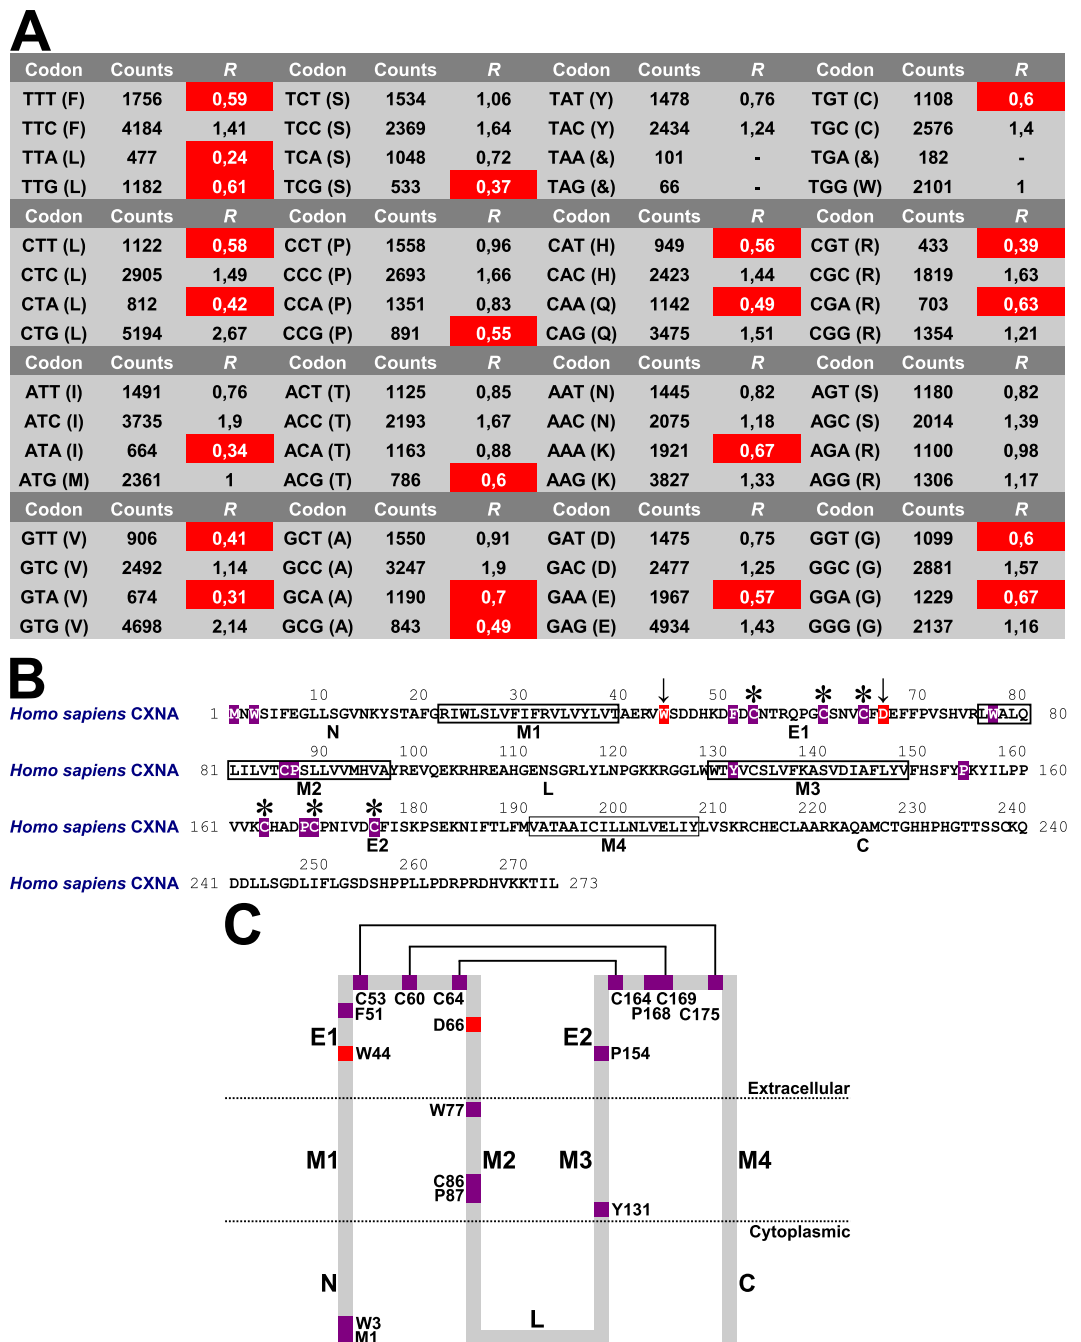 A
Codon Counts R Codon Counts R Codon Counts R Codon Counts R
TTT (F) 1756 0,59 TCT (S) 1534 1,06 TAT (Y) 1478 0,76 TGT (C) 1108 0,6
TTC (F) 4184 1,41 TCC (S) 2369 1,64 TAC (Y) 2434 1,24 TGC (C) 2576 1,4
TTA (L) 477 0,24 TCA (S) 1048 0,72 TAA (&) 101 - TGA (&) 182 -
TTG (L) 1182 0,61 TCG (S) 533 0,37 TAG (&) 66 - TGG (W) 2101 1
Codon Counts R Codon Counts R Codon Counts R Codon Counts R
CTT (L) 1122 0,58 CCT (P) 1558 0,96 CAT (H) 949 0,56 CGT (R) 433 0,39
CTC (L) 2905 1,49 CCC (P) 2693 1,66 CAC (H) 2423 1,44 CGC (R) 1819 1,63
CTA (L) 812 0,42 CCA (P) 1351 0,83 CAA (Q) 1142 0,49 CGA (R) 703 0,63
CTG (L) 5194 2,67 CCG (P) 891 0,55 CAG (Q) 3475 1,51 CGG (R) 1354 1,21
Codon Counts R Codon Counts R Codon Counts R Codon Counts R
ATT (I) 1491 0,76 ACT (T) 1125 0,85 AAT (N) 1445 0,82 AGT (S) 1180 0,82
ATC (I) 3735 1,9 ACC (T) 2193 1,67 AAC (N) 2075 1,18 AGC (S) 2014 1,39
ATA (I) 664 0,34 ACA (T) 1163 0,88 AAA (K) 1921 0,67 AGA (R) 1100 0,98
ATG (M) 2361 1 ACG (T) 786 0,6 AAG (K) 3827 1,33 AGG (R) 1306 1,17
Codon Counts R Codon Counts R Codon Counts R Codon Counts R
GTT (V) 906 0,41 GCT (A) 1550 0,91 GAT (D) 1475 0,75 GGT (G) 1099 0,6
GTC (V) 2492 1,14 GCC (A) 3247 1,9 GAC (D) 2477 1,25 GGC (G) 2881 1,57
GTA (V) 674 0,31 GCA (A) 1190 0,7 GAA (E) 1967 0,57 GGA (G) 1229 0,67
GTG (V) 4698 2,14 GCG (A) 843 0,49 GAG (E) 4934 1,43 GGG (G) 2137 1,16
B
↓ * * * ↓
10 20 30 40 50 60 70 80
Homo sapiens CXNA 1 MNWSIFEGLLSGVNKYSTAFGRIWLSLVFIFRVLVYLVTAERVWSDDHKDFDCNTRQPGCSNVCFDEFFPVSHVRLWALQ 80
N M1 E1
90 100 110 120 130 140 150 160
Homo sapiens CXNA 81 LILVTCPSLLVVMHVAYREVQEKRHREAHGENSGRLYLNPGKKRGGLWWTYVCSLVFKASVDIAFLYVFHSFYPKYILPP 160
M2 L M3
* * *
180 190 200 210 220 230 240
Homo sapiens CXNA 161 VVKCHADPCPNIVDCFISKPSEKNIFTLFMVATAAICILLNLVELIYLVSKRCHECLAARKAQAMCTGHHPHGTTSSCKQ 240
E2 M4 C
250 260 270
Homo sapiens CXNA 241 DDLLSGDLIFLGSDSHPPLLPDRPRDHVKKTIL 273
C
C53 C60 C64 C164 C169
F51 P168 C175
D66
E1 E2
W44 P154
Extracellular
W77
M1 M2 M3 M4
C86
P87
Y131
Cytoplasmic
N C
L
W3
M1